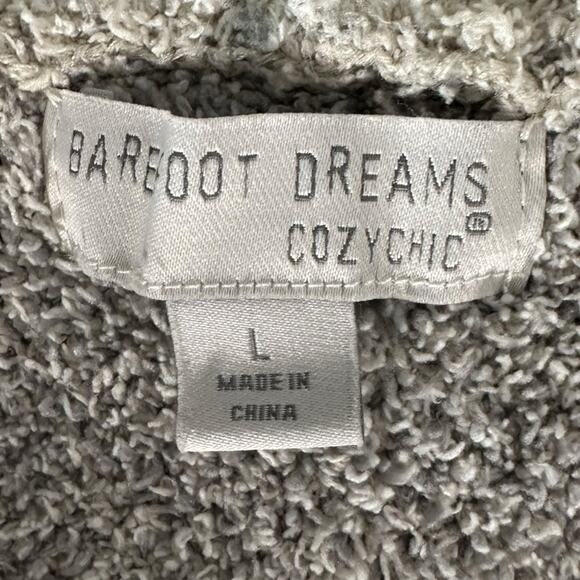 BAREFOOT DREAMS
COZYCHIC®
L
MADE IN
CHINA